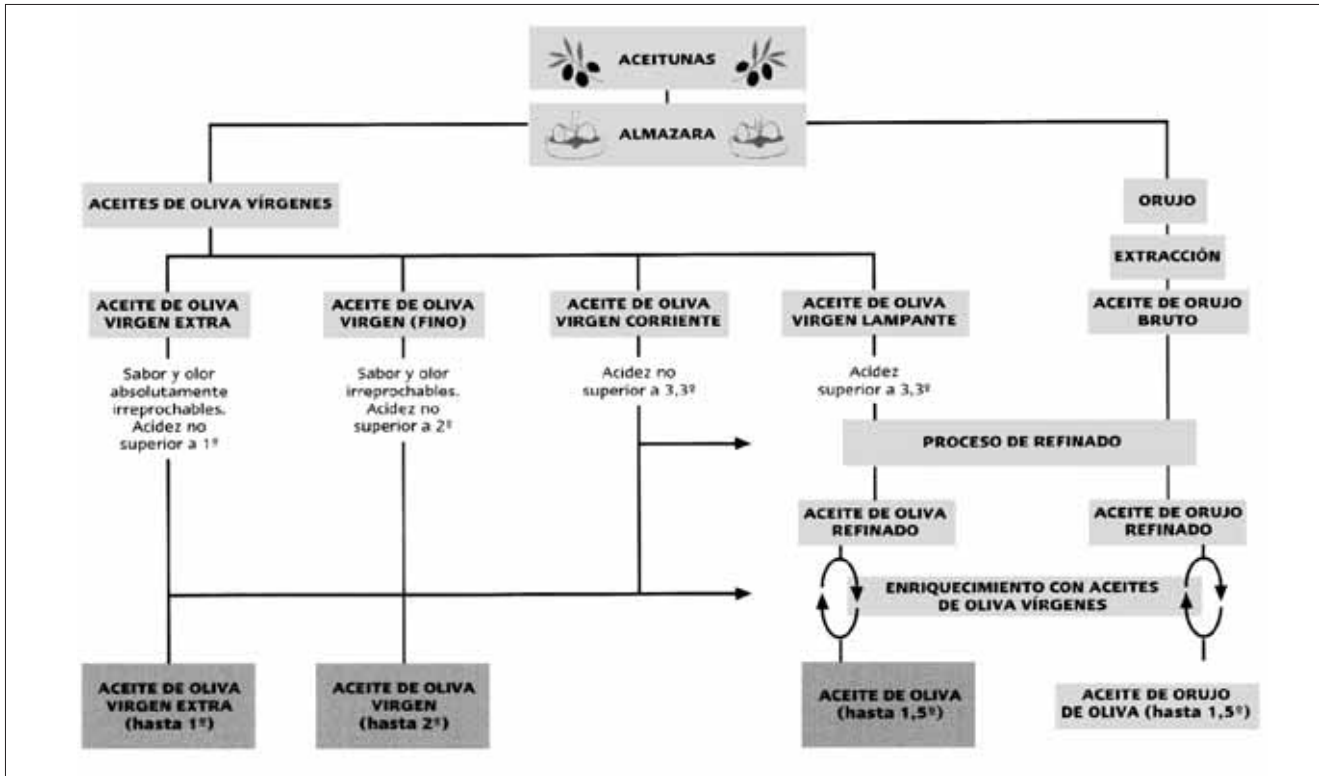 ACEITUNAS
ALMAZARA
ACEITES DE OLIVA VÍRGENES
ORUJO
EXTRACCIÓN
ACEITE DE OLIVA
VIRGEN EXTRA
ACEITE DE OLIVA
VIRGEN (FINO)
ACEITE DE OLIVA
VIRGEN CORRIENTE
ACEITE DE OLIVA
VIRGEN LAMPANTE
ACEITE DE ORUJO
BRUTO
Sabor y olor
absolutamente
irreprochables.
Acidez no
superior a 1º
Sabor y olor
irreprochables.
Acidez no
superior a 2º
Acidez no
superior a 3,3º
Acidez
superior a 3,3º
PROCESO DE REFINADO
ACEITE DE OLIVA
REFINADO
ACEITE DE ORUJO
REFINADO
ENRIQUECIMIENTO CON ACEITES
DE OLIVA VÍRGENES
ACEITE DE OLIVA
VIRGEN EXTRA
(hasta 1º)
ACEITE DE OLIVA
VIRGEN
(hasta 2º)
ACEITE DE OLIVA
(hasta 1,5º)
ACEITE DE ORUJO
DE OLIVA (hasta 1,5º)